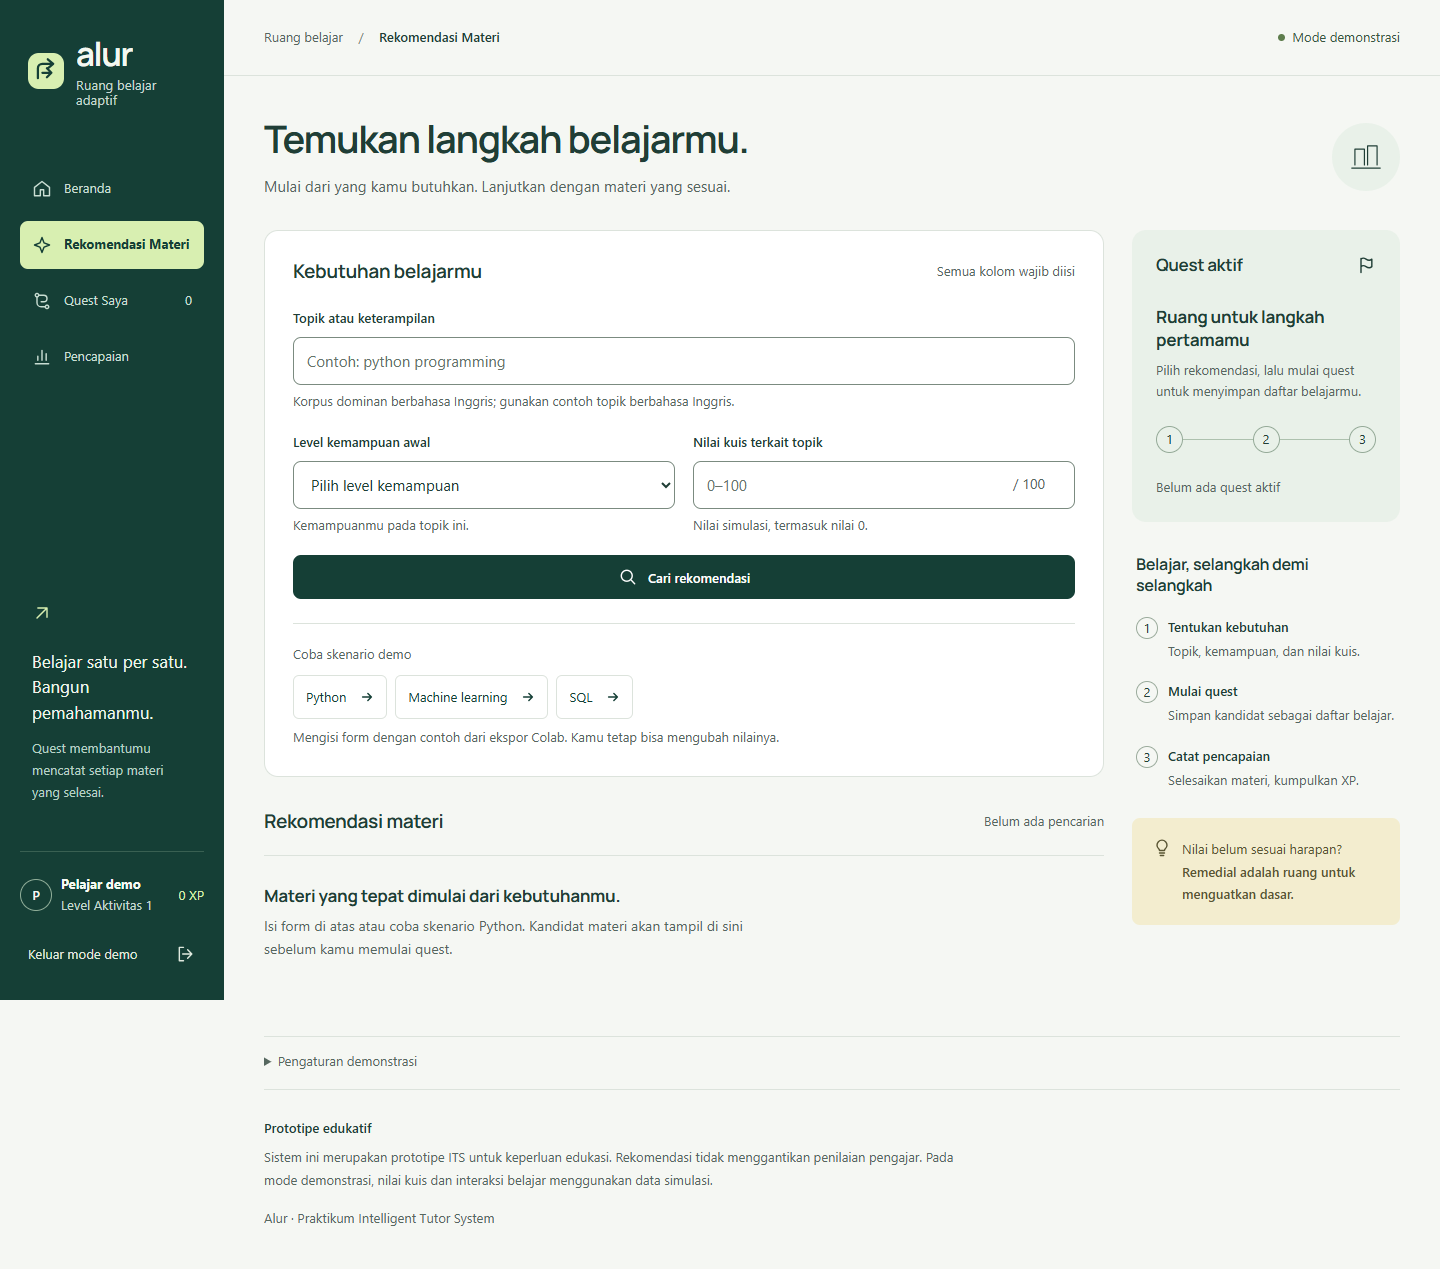 alur
Ruang belajar
adaptif
Beranda
Rekomendasi Materi
Quest Saya 0
Pencapaian
Belajar satu per satu.
Bangun
pemahamanmu.
Quest membantumu
mencatat setiap materi
yang selesai.
P
Pelajar demo
Level Aktivitas 1
0 XP
Keluar mode demo
Ruang belajar / Rekomendasi Materi
Mode demonstrasi
Temukan langkah belajarmu.
Mulai dari yang kamu butuhkan. Lanjutkan dengan materi yang sesuai.
Kebutuhan belajarmu
Semua kolom wajib diisi
Topik atau keterampilan
Contoh: python programming
Korpus dominan berbahasa Inggris; gunakan contoh topik berbahasa Inggris.
Level kemampuan awal
Pilih level kemampuan
Kemampuanmu pada topik ini.
Nilai kuis terkait topik
0–100 / 100
Nilai simulasi, termasuk nilai 0.
Cari rekomendasi
Coba skenario demo
Python → Machine learning → SQL →
Mengisi form dengan contoh dari ekspor Colab. Kamu tetap bisa mengubah nilainya.
Rekomendasi materi
Belum ada pencarian
Materi yang tepat dimulai dari kebutuhanmu.
Isi form di atas atau coba skenario Python. Kandidat materi akan tampil di sini
sebelum kamu memulai quest.
Quest aktif
Ruang untuk langkah
pertamamu
Pilih rekomendasi, lalu mulai quest
untuk menyimpan daftar belajarmu.
1 2 3
Belum ada quest aktif
Belajar, selangkah demi
selangkah
1 Tentukan kebutuhan
Topik, kemampuan, dan nilai kuis.
2 Mulai quest
Simpan kandidat sebagai daftar belajar.
3 Catat pencapaian
Selesaikan materi, kumpulkan XP.
Nilai belum sesuai harapan?
Remedial adalah ruang untuk
menguatkan dasar.
Pengaturan demonstrasi
Prototipe edukatif
Sistem ini merupakan prototipe ITS untuk keperluan edukasi. Rekomendasi tidak menggantikan penilaian pengajar. Pada
mode demonstrasi, nilai kuis dan interaksi belajar menggunakan data simulasi.
Alur · Praktikum Intelligent Tutor System